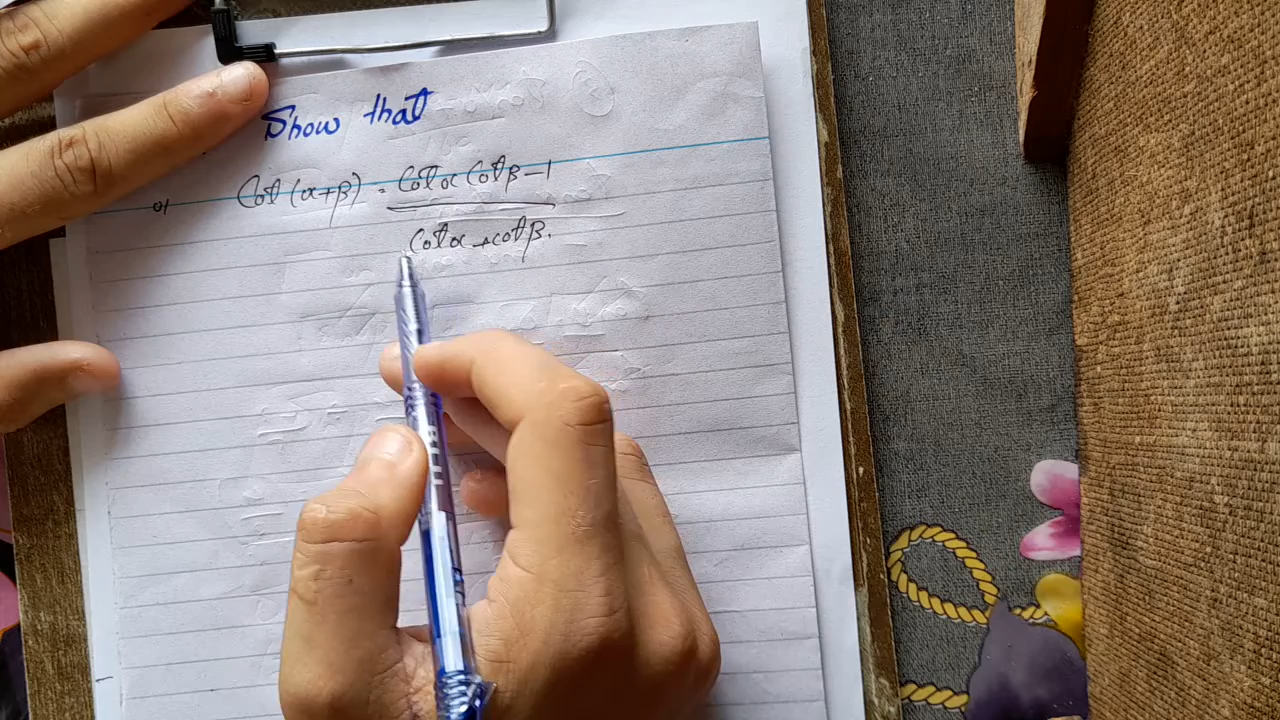 Show that
Cot (α+β) = Cotα Cotβ - 1
Cotα + cotβ.